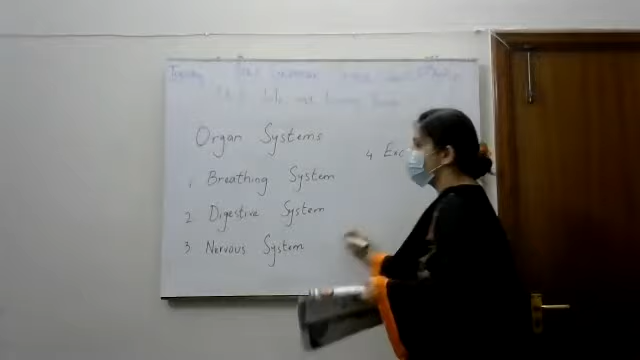 Organ Systems
1 Breathing System
2 Digestive System
3 Nervous System
4 Exc